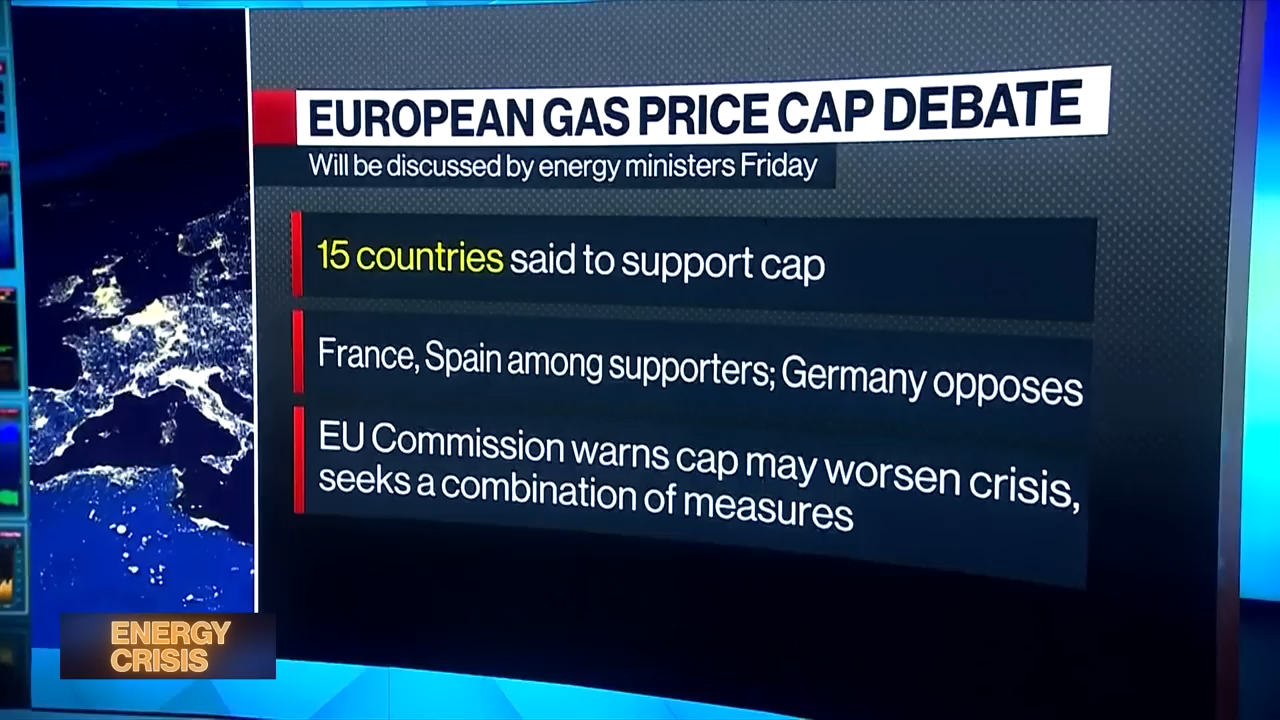 EUROPEAN GAS PRICE CAP DEBATE
Will be discussed by energy ministers Friday
15 countries said to support cap
France, Spain among supporters; Germany opposes
EU Commission warns cap may worsen crisis,
seeks a combination of measures
ENERGY
CRISIS